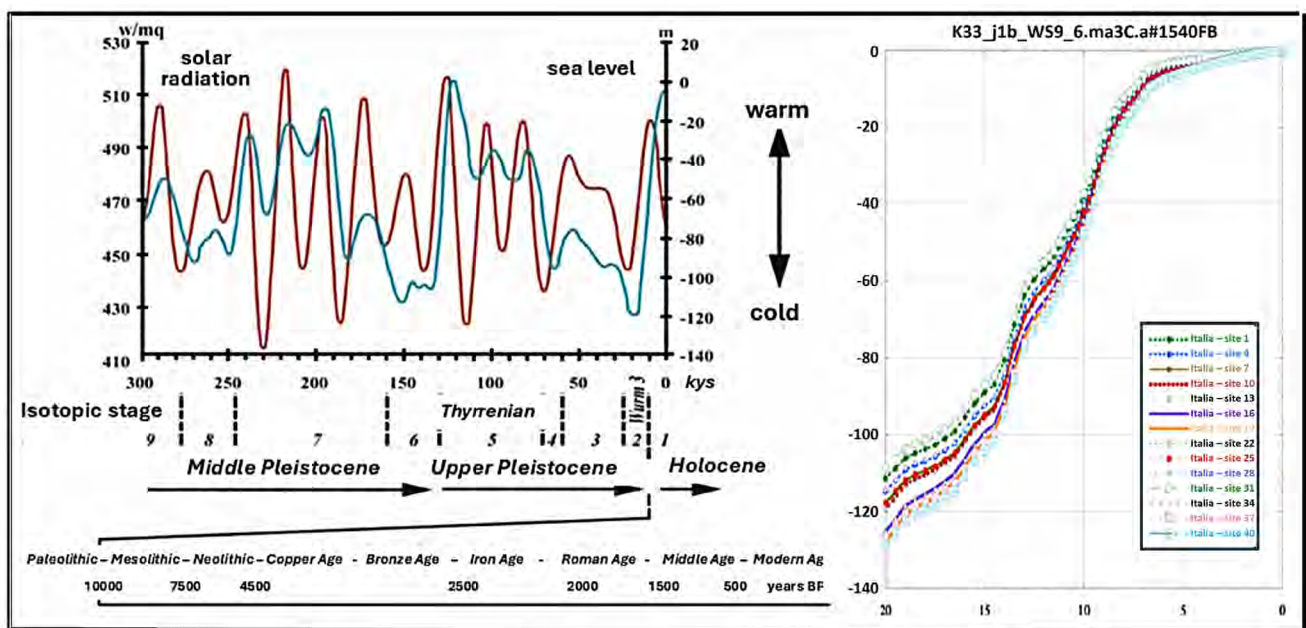 w/mq
530
510
490
470
450
430
410
solar
radiation
sea level
m
20
0
-20
-40
-60
-80
-100
-120
-140
300 250 200 150 100 50 0 kys
warm
cold
Isotopic stage
Thyrrenian
Wurm 3
9 8 7 6 5 4 3 2 1
Middle Pleistocene Upper Pleistocene Holocene
Paleolithic – Mesolithic – Neolithic – Copper Age - Bronze Age - Iron Age - Roman Age - Middle Age – Modern Ag
10000 7500 4500 2500 2000 1500 500 years BF
K33_j1b_WS9_6.ma3C.a#1540FB
0
-20
-40
-60
-80
-100
-120
-140
20 15 10 5 0
Italia – site 1
Italia – site 4
Italia – site 7
Italia – site 10
Italia – site 13
Italia – site 16
Italia – site
Italia – site 22
Italia – site 25
Italia – site 28
Italia – site 31
Italia – site 34
Italia – site 37
Italia – site 40